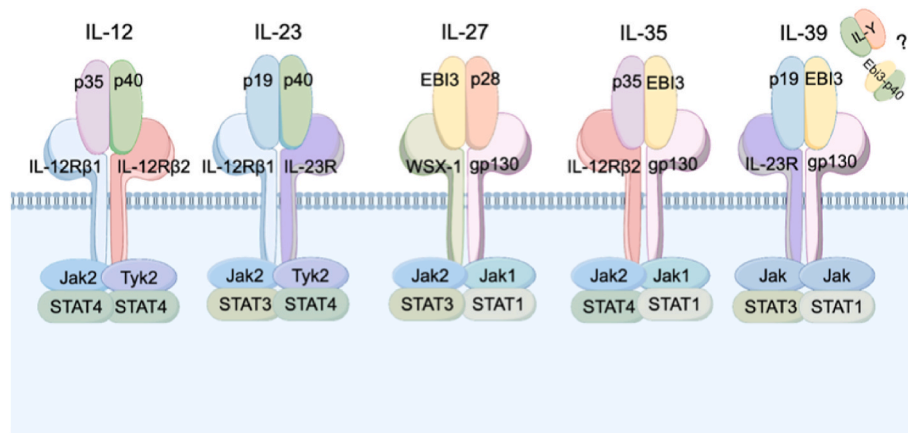 IL-12 IL-23 IL-27 IL-35 IL-39 IL-Y ?
Ebi3-p40
p35 p40 p19 p40 EBI3 p28 p35 EBI3 p19 EBI3
IL-12Rβ1 IL-12Rβ2 IL-12Rβ1 IL-23R WSX-1 gp130 IL-12Rβ2 gp130 IL-23R gp130
Jak2 Tyk2 Jak2 Tyk2 Jak2 Jak1 Jak2 Jak1 Jak Jak
STAT4 STAT4 STAT3 STAT4 STAT3 STAT1 STAT4 STAT1 STAT3 STAT1